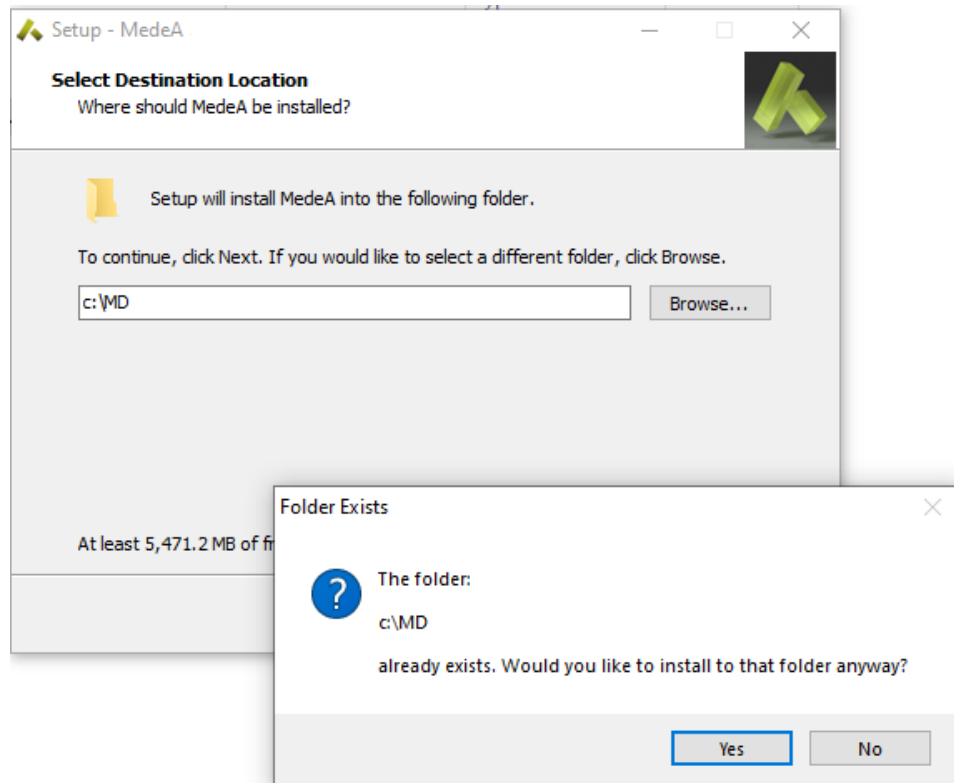 Setup - MedeA
Select Destination Location
Where should MedeA be installed?
Setup will install MedeA into the following folder.
To continue, click Next. If you would like to select a different folder, click Browse.
c:\MD
Browse...
At least 5,471.2 MB of
Folder Exists
The folder:
c:\MD
already exists. Would you like to install to that folder anyway?
Yes
No